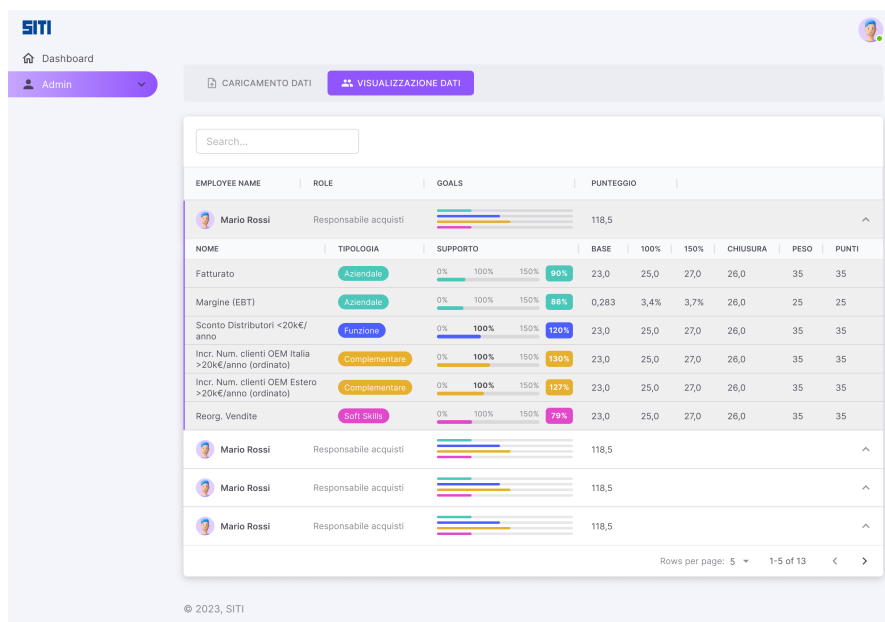 SITI
Dashboard
Admin
CARICAMENTO DATI VISUALIZZAZIONE DATI
Search...
EMPLOYEE NAME ROLE GOALS PUNTEGGIO
Mario Rossi Responsabile acquisti 118,5
NOME TIPOLOGIA SUPPORTO BASE 100% 150% CHIUSURA PESO PUNTI
Fatturato Aziendale 0% 100% 150% 90% 23,0 25,0 27,0 26,0 35 35
Margine (EBT) Aziendale 0% 100% 150% 86% 0,283 3,4% 3,7% 26,0 25 25
Sconto Distributori <20k€/
anno Funzione 0% 100% 150% 120% 23,0 25,0 27,0 26,0 35 35
Incr. Num. clienti OEM Italia
>20k€/anno (ordinato) Complementare 0% 100% 150% 130% 23,0 25,0 27,0 26,0 35 35
Incr. Num. clienti OEM Estero
>20k€/anno (ordinato) Complementare 0% 100% 150% 127% 23,0 25,0 27,0 26,0 35 35
Reorg. Vendite Soft Skills 0% 100% 150% 79% 23,0 25,0 27,0 26,0 35 35
Mario Rossi Responsabile acquisti 118,5
Mario Rossi Responsabile acquisti 118,5
Mario Rossi Responsabile acquisti 118,5
Rows per page: 5 1-5 of 13
© 2023, SITI